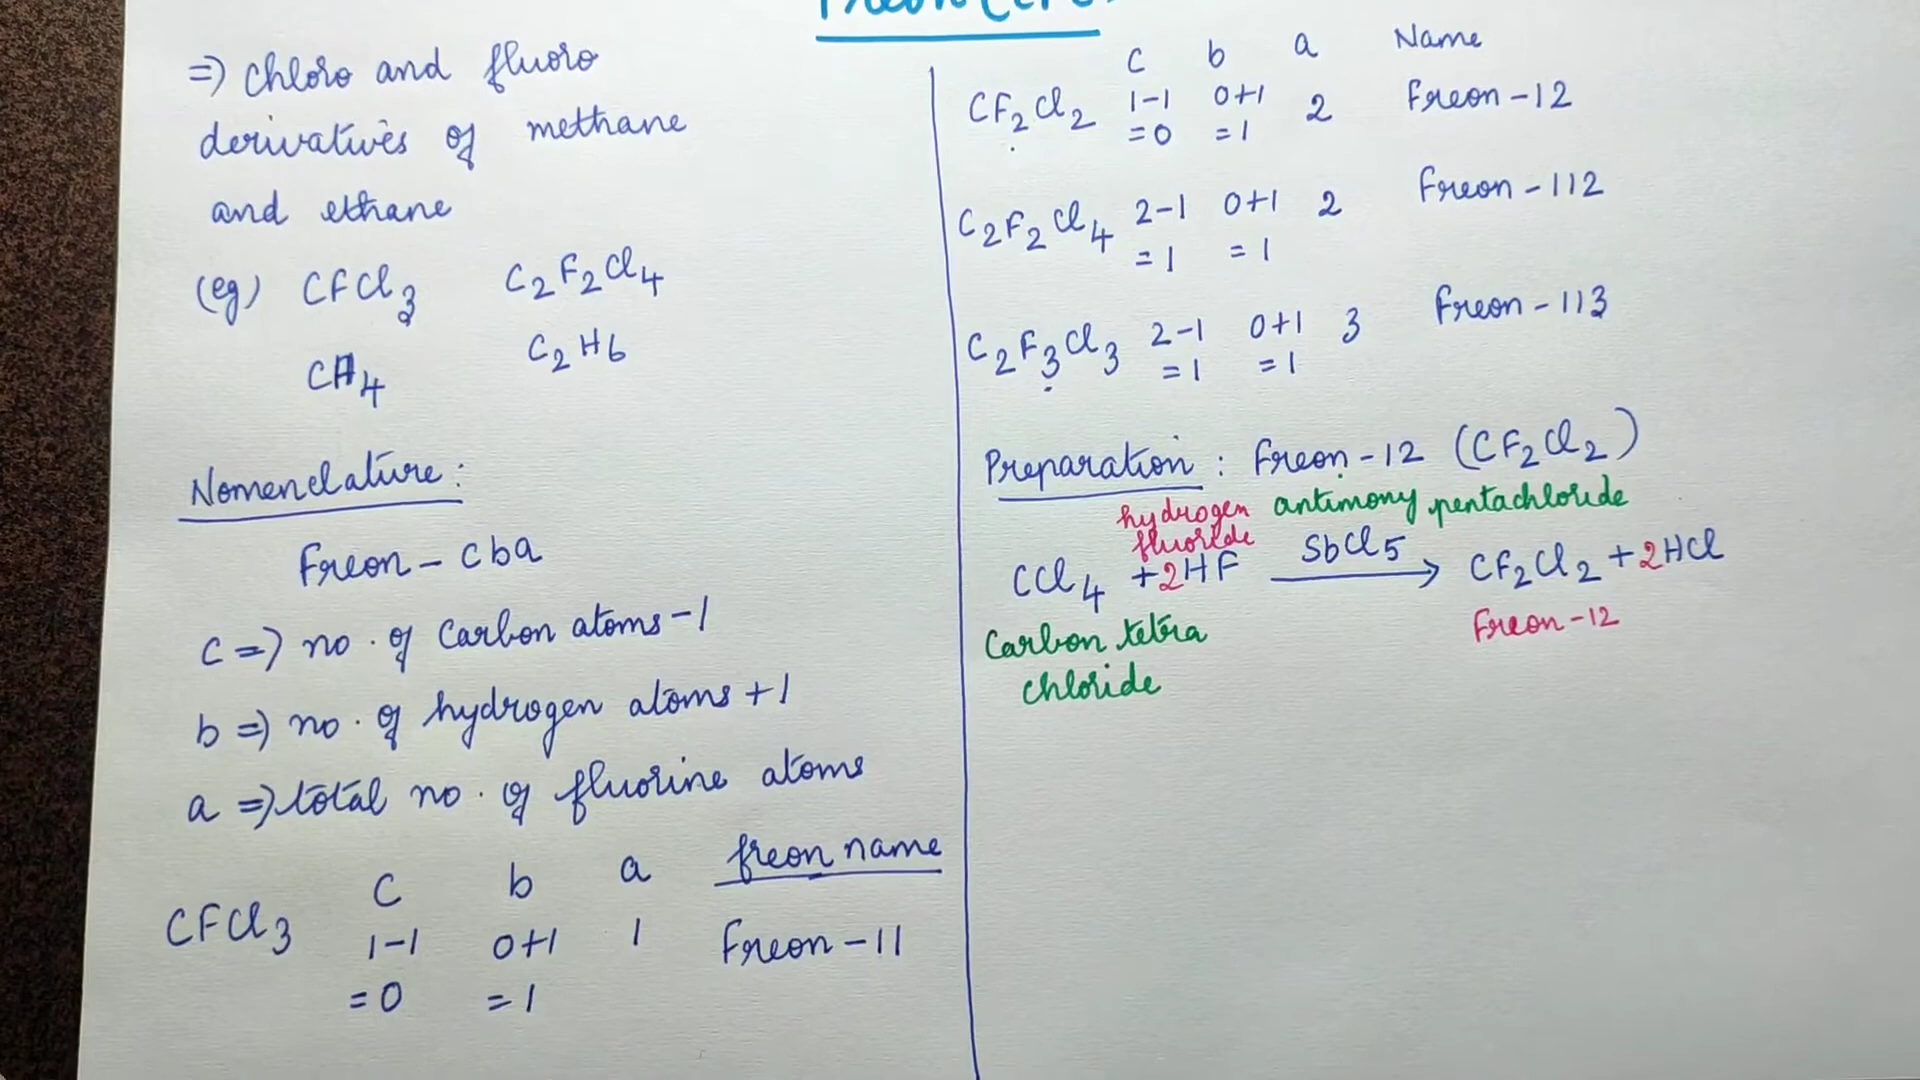 => chloro and fluoro
derivatives of methane
and ethane
(eg) CFCl3 C2F2Cl4
CH4 C2H6
Nomenclature:
Freon - cba
c => no. of Carbon atoms - 1
b => no. of hydrogen atoms + 1
a => total no. of fluorine atoms
c b a freon name
CFCl3 1-1 0+1 1 Freon - 11
=0 =1
c b a Name
CF2Cl2 1-1 0+1 2 Freon - 12
=0 =1
C2F2Cl4 2-1 0+1 2 Freon - 112
=1 =1
C2F3Cl3 2-1 0+1 3 Freon - 113
=1 =1
Preparation: Freon - 12 (CF2Cl2)
hydrogen antimony pentachloride
fluoride
CCl4 + 2HF SbCl5 → CF2Cl2 + 2HCl
Carbon tetra Freon - 12
chloride